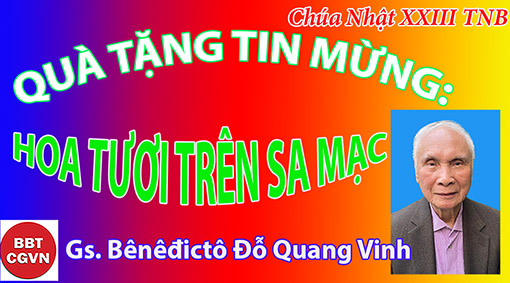 Chúa Nhật XXIII TNB
QUÀ TẶNG TIN MỪNG:
HOA TƯƠI TRÊN SA MẠC
BBT
CGVN
Gs. Bênêđictô Đỗ Quang Vinh